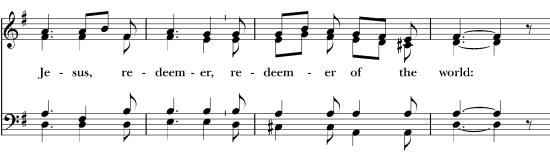 Je - sus, re - deem - er, re - deem - er of the world: